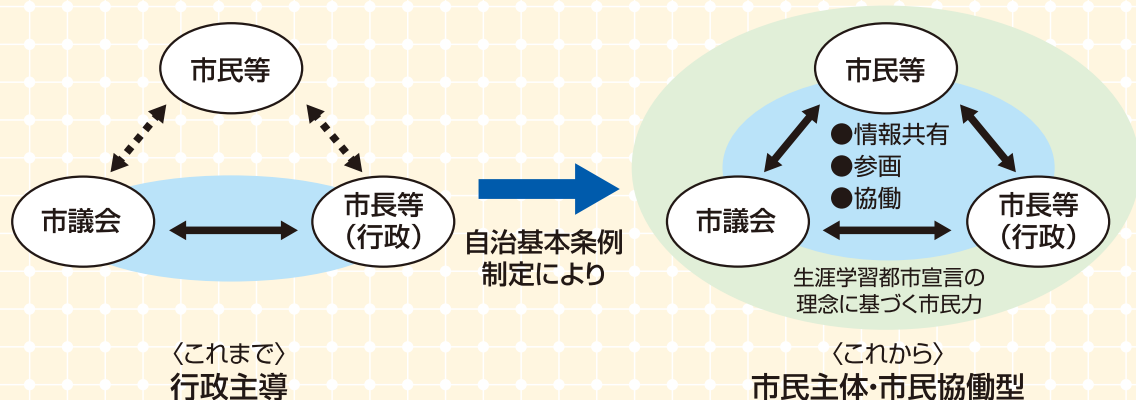 市民等
市議会
市長等
（行政）
〈これまで〉
行政主導
自治基本条例
制定により
市民等
●情報共有
●参画
●協働
市議会
市長等
（行政）
生涯学習都市宣言の
理念に基づく市民力
〈これから〉
市民主体・市民協働型